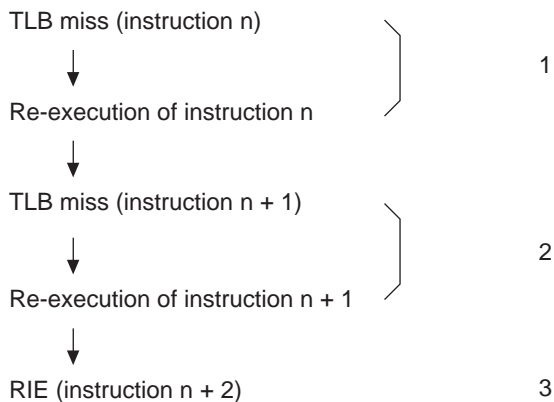 TLB miss (instruction n)
1
Re-execution of instruction n
TLB miss (instruction n + 1)
2
Re-execution of instruction n + 1
RIE (instruction n + 2) 3